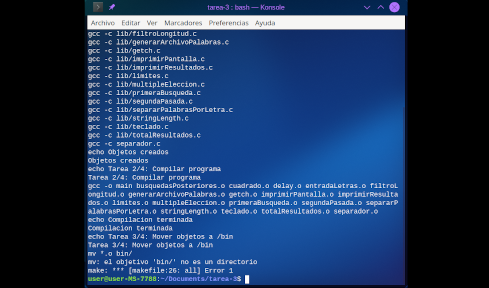 tarea-3 : bash — Konsole
Archivo Editar Ver Marcadores Preferencias Ayuda
gcc -c lib/filtroLongitud.c
gcc -c lib/generarArchivoPalabras.c
gcc -c lib/getch.c
gcc -c lib/imprimirPantalla.c
gcc -c lib/imprimirResultados.c
gcc -c lib/limites.c
gcc -c lib/multipleEleccion.c
gcc -c lib/primeraBusqueda.c
gcc -c lib/segundaPasada.c
gcc -c lib/separarPalabrasPorLetra.c
gcc -c lib/stringLength.c
gcc -c lib/teclado.c
gcc -c lib/totalResultados.c
gcc -c separador.c
echo Objetos creados
Objetos creados
echo Tarea 2/4: Compilar programa
Tarea 2/4: Compilar programa
gcc -o main busquedasPosteriores.o cuadrado.o delay.o entradaLetras.o filtroL
ongitud.o generarArchivoPalabras.o getch.o imprimirPantalla.o imprimirResulta
dos.o limites.o multipleEleccion.o primeraBusqueda.o segundaPasada.o separarP
alabrasPorLetra.o stringLength.o teclado.o totalResultados.o separador.o
echo Compilacion terminada
Compilacion terminada
echo Tarea 3/4: Mover objetos a /bin
Tarea 3/4: Mover objetos a /bin
mv *.o bin/
mv: el objetivo 'bin/' no es un directorio
make: *** [makefile:26: all] Error 1
user@user-MS-7788:~/Documents/tarea-3$